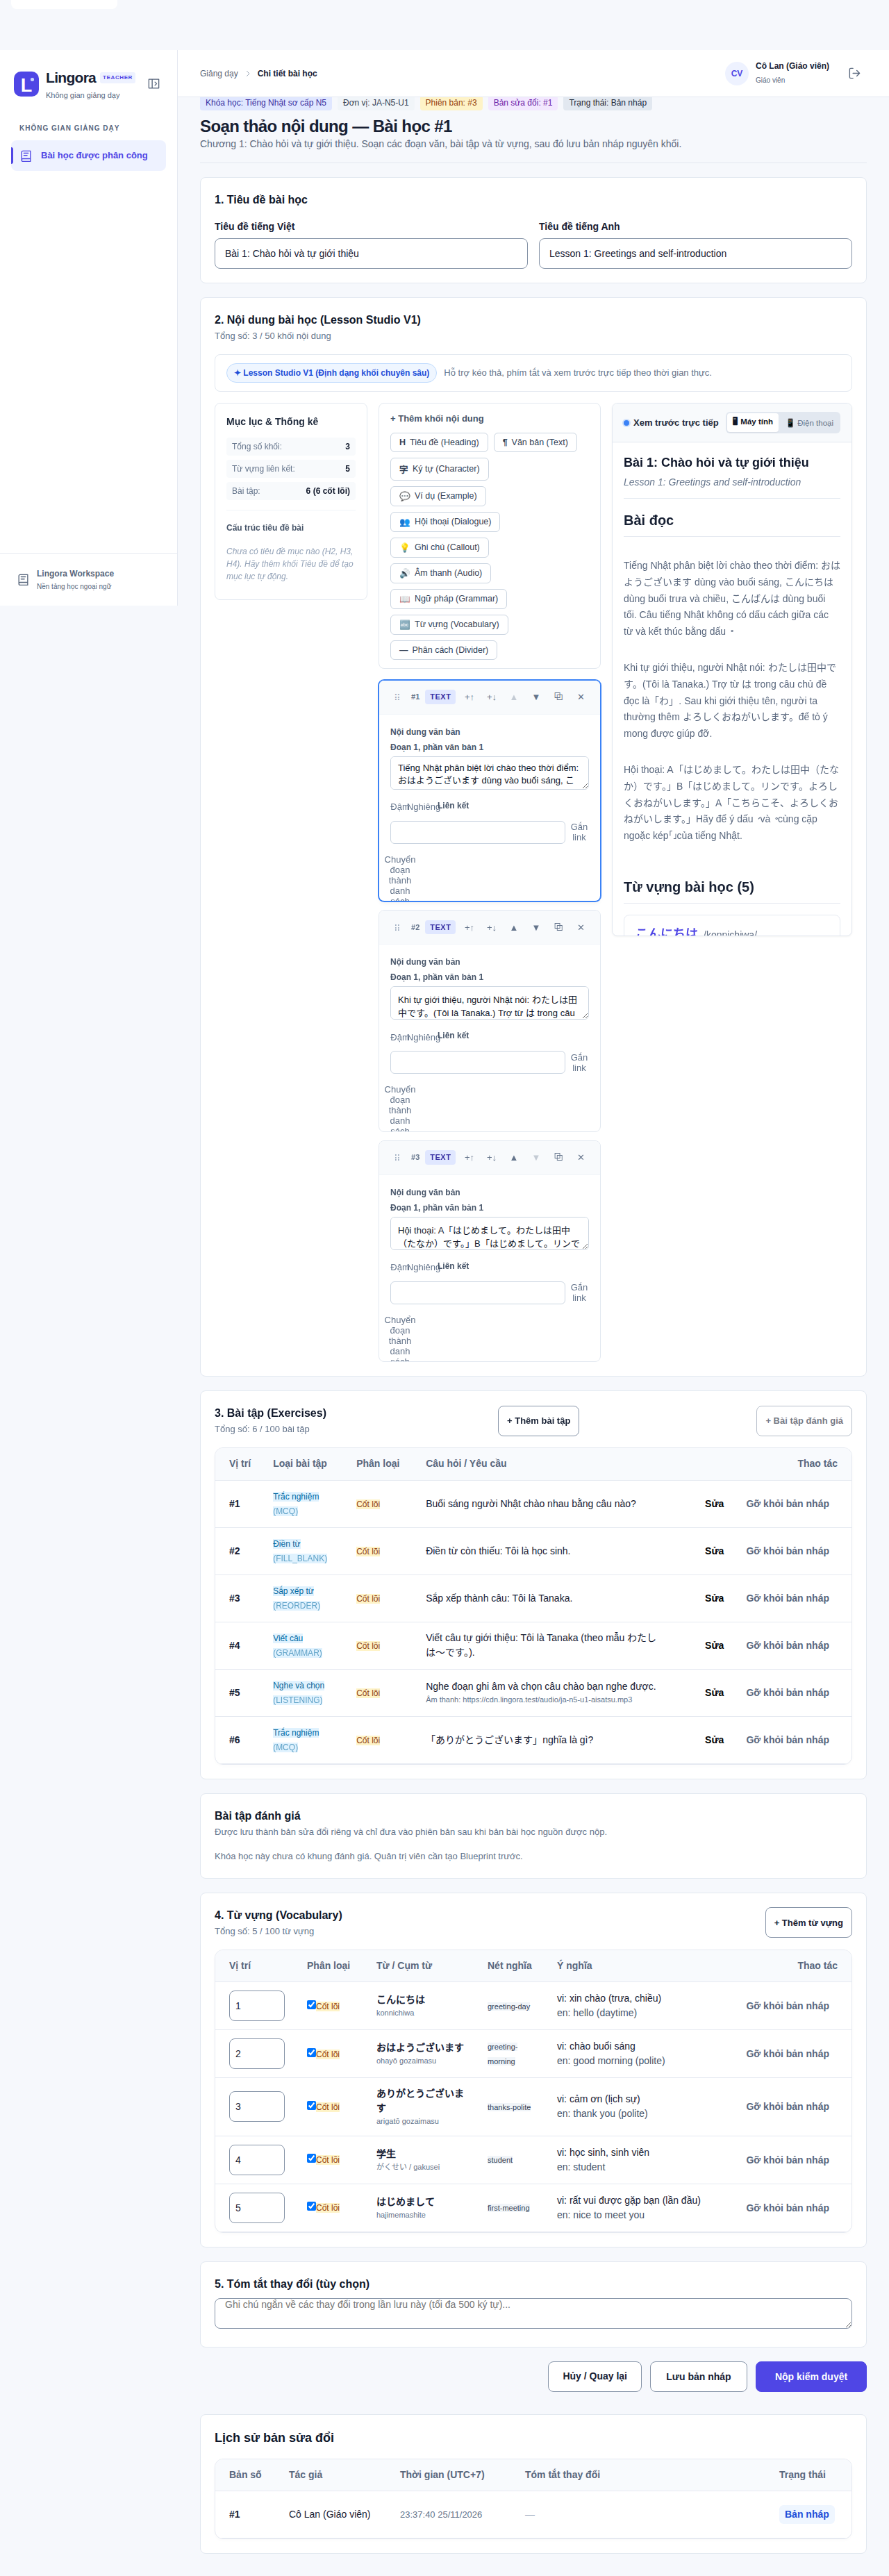 Lingora TEACHER
Không gian giảng dạy
KHÔNG GIAN GIẢNG DẠY
Bài học được phân công
Lingora Workspace
Nền tảng học ngoại ngữ
Giảng dạy > Chi tiết bài học
CV
Cô Lan (Giáo viên)
Giáo viên
Khóa học: Tiếng Nhật sơ cấp N5 Đơn vị: JA-N5-U1 Phiên bản: #3 Bản sửa đổi: #1 Trạng thái: Bản nháp
Soạn thảo nội dung — Bài học #1
Chương 1: Chào hỏi và tự giới thiệu. Soạn các đoạn văn, bài tập và từ vựng, sau đó lưu bản nháp nguyên khối.
1. Tiêu đề bài học
Tiêu đề tiếng Việt
Bài 1: Chào hỏi và tự giới thiệu
Tiêu đề tiếng Anh
Lesson 1: Greetings and self-introduction
2. Nội dung bài học (Lesson Studio V1)
Tổng số: 3 / 50 khối nội dung
✦ Lesson Studio V1 (Định dạng khối chuyên sâu) Hỗ trợ kéo thả, phím tắt và xem trước trực tiếp theo thời gian thực.
Mục lục & Thống kê
Tổng số khối: 3
Từ vựng liên kết: 5
Bài tập: 6 (6 cốt lõi)
Cấu trúc tiêu đề bài
Chưa có tiêu đề mục nào (H2, H3,
H4). Hãy thêm khối Tiêu đề để tạo
mục lục tự động.
+ Thêm khối nội dung
H Tiêu đề (Heading)
¶ Văn bản (Text)
字 Ký tự (Character)
💬 Ví dụ (Example)
👥 Hội thoại (Dialogue)
💡 Ghi chú (Callout)
🔊 Âm thanh (Audio)
📖 Ngữ pháp (Grammar)
🔤 Từ vựng (Vocabulary)
— Phân cách (Divider)
#1 TEXT +↑ +↓ ▲ ▼ ✕
Nội dung văn bản
Đoạn 1, phần văn bản 1
Tiếng Nhật phân biệt lời chào theo thời điểm:
おはようございます dùng vào buổi sáng, こ
Đậm Nghiêng Liên kết
Gắn
link
Chuyển
đoạn
thành
danh
sách
#2 TEXT +↑ +↓ ▲ ▼ ✕
Nội dung văn bản
Đoạn 1, phần văn bản 1
Khi tự giới thiệu, người Nhật nói: わたしは田
中です。(Tôi là Tanaka.) Trợ từ は trong câu
Đậm Nghiêng Liên kết
Gắn
link
Chuyển
đoạn
thành
danh
sách
#3 TEXT +↑ +↓ ▲ ▼ ✕
Nội dung văn bản
Đoạn 1, phần văn bản 1
Hội thoại: A「はじめまして。わたしは田中
（たなか）です。」B「はじめまして。リンで
Đậm Nghiêng Liên kết
Gắn
link
Chuyển
đoạn
thành
danh
sách
Xem trước trực tiếp
Máy tính
Điện thoại
Bài 1: Chào hỏi và tự giới thiệu
Lesson 1: Greetings and self-introduction
Bài đọc
Tiếng Nhật phân biệt lời chào theo thời điểm: おは
ようございます dùng vào buổi sáng, こんにちは
dùng buổi trưa và chiều, こんばんは dùng buổi
tối. Câu tiếng Nhật không có dấu cách giữa các
từ và kết thúc bằng dấu 。
Khi tự giới thiệu, người Nhật nói: わたしは田中で
す。(Tôi là Tanaka.) Trợ từ は trong câu chủ đề
đọc là「わ」. Sau khi giới thiệu tên, người ta
thường thêm よろしくおねがいします。để tỏ ý
mong được giúp đỡ.
Hội thoại: A「はじめまして。わたしは田中（たな
か）です。」B「はじめまして。リンです。よろし
くおねがいします。」A「こちらこそ、よろしくお
ねがいします。」Hãy để ý dấu 、và 。cùng cặp
ngoặc kép「」của tiếng Nhật.
Từ vựng bài học (5)
こんにちは /konnichiwa/
3. Bài tập (Exercises)
Tổng số: 6 / 100 bài tập
+ Thêm bài tập
+ Bài tập đánh giá
Vị trí Loại bài tập Phân loại Câu hỏi / Yêu cầu Thao tác
#1 Trắc nghiệm (MCQ) Cốt lõi Buổi sáng người Nhật chào nhau bằng câu nào? Sửa Gỡ khỏi bản nháp
#2 Điền từ (FILL_BLANK) Cốt lõi Điền từ còn thiếu: Tôi là học sinh. Sửa Gỡ khỏi bản nháp
#3 Sắp xếp từ (REORDER) Cốt lõi Sắp xếp thành câu: Tôi là Tanaka. Sửa Gỡ khỏi bản nháp
#4 Viết câu (GRAMMAR) Cốt lõi Viết câu tự giới thiệu: Tôi là Tanaka (theo mẫu わたし
は〜です。). Sửa Gỡ khỏi bản nháp
#5 Nghe và chọn (LISTENING) Cốt lõi Nghe đoạn ghi âm và chọn câu chào bạn nghe được. Sửa Gỡ khỏi bản nháp
Âm thanh: https://cdn.lingora.test/audio/ja-n5-u1-aisatsu.mp3
#6 Trắc nghiệm (MCQ) Cốt lõi 「ありがとうございます」nghĩa là gì? Sửa Gỡ khỏi bản nháp
Bài tập đánh giá
Được lưu thành bản sửa đổi riêng và chỉ đưa vào phiên bản sau khi bản bài học nguồn được nộp.
Khóa học này chưa có khung đánh giá. Quản trị viên cần tạo Blueprint trước.
4. Từ vựng (Vocabulary)
Tổng số: 5 / 100 từ vựng
+ Thêm từ vựng
Vị trí Phân loại Từ / Cụm từ Nét nghĩa Ý nghĩa Thao tác
1 Cốt lõi こんにちは konnichiwa greeting-day vi: xin chào (trưa, chiều) Gỡ khỏi bản nháp
en: hello (daytime)
2 Cốt lõi おはようございます ohayō gozaimasu greeting-morning vi: chào buổi sáng Gỡ khỏi bản nháp
en: good morning (polite)
3 Cốt lõi ありがとうございます arigatō gozaimasu thanks-polite vi: cảm ơn (lịch sự) Gỡ khỏi bản nháp
en: thank you (polite)
4 Cốt lõi 学生 がくせい / gakusei student vi: học sinh, sinh viên Gỡ khỏi bản nháp
en: student
5 Cốt lõi はじめまして hajimemashite first-meeting vi: rất vui được gặp bạn (lần đầu) Gỡ khỏi bản nháp
en: nice to meet you
5. Tóm tắt thay đổi (tùy chọn)
Ghi chú ngắn về các thay đổi trong lần lưu này (tối đa 500 ký tự)...
Hủy / Quay lại
Lưu bản nháp
Nộp kiểm duyệt
Lịch sử bản sửa đổi
Bản số Tác giả Thời gian (UTC+7) Tóm tắt thay đổi Trạng thái
#1 Cô Lan (Giáo viên) 23:37:40 25/11/2026 — Bản nháp